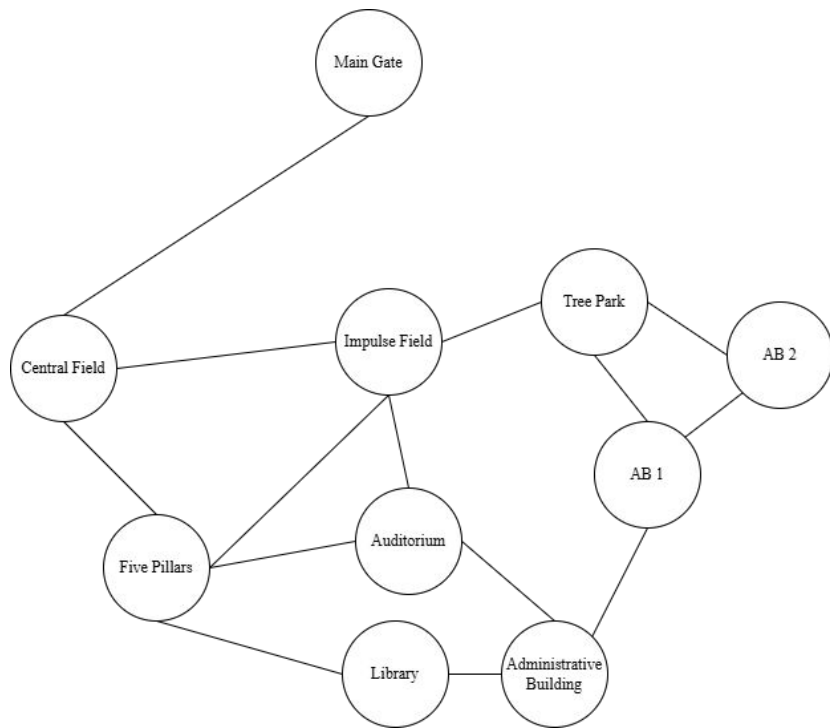 Main Gate
Tree Park
Impulse Field
AB 2
Central Field
AB 1
Auditorium
Five Pillars
Library
Administrative
Building